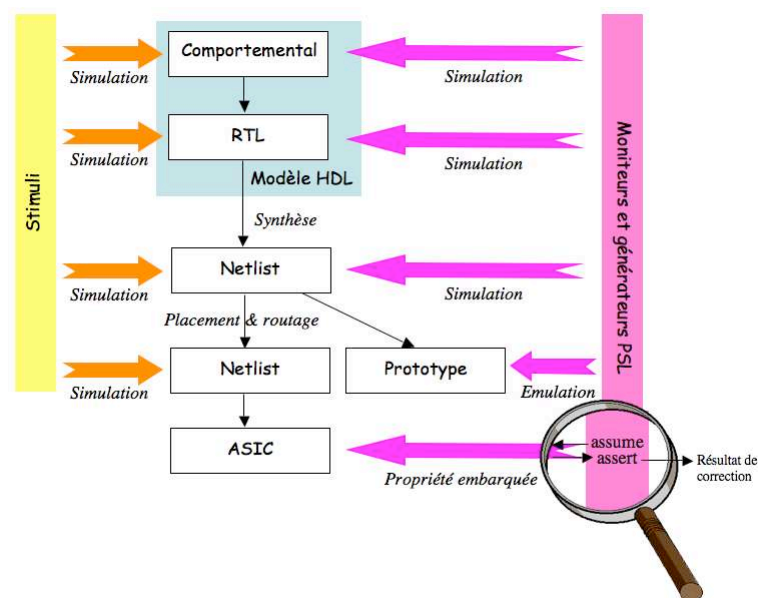 Comportemental
Simulation
Simulation
RTL
Simulation
Simulation
Modèle HDL
Stimuli
Moniteurs et générateurs PSL
Synthèse
Netlist
Simulation
Simulation
Placement & routage
Netlist
Prototype
Simulation
Emulation
ASIC
assume
assert
Résultat de
correction
Propriété embarquée